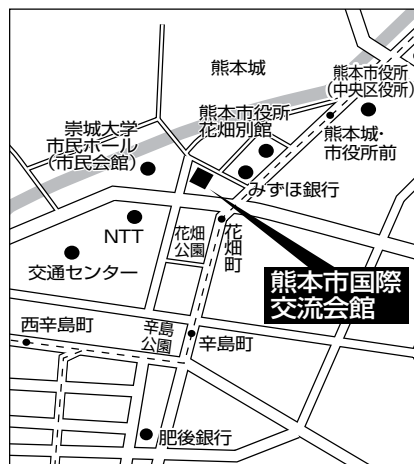 熊本城
熊本市役所
(中央区役所)
崇城大学
市民ホール
(市民会館)
熊本市役所
花畑別館
熊本城・
市役所前
みずほ銀行
NTT
花畑
公園
花畑町
交通センター
熊本市国際
交流会館
西辛島町
辛島
公園
辛島町
肥後銀行